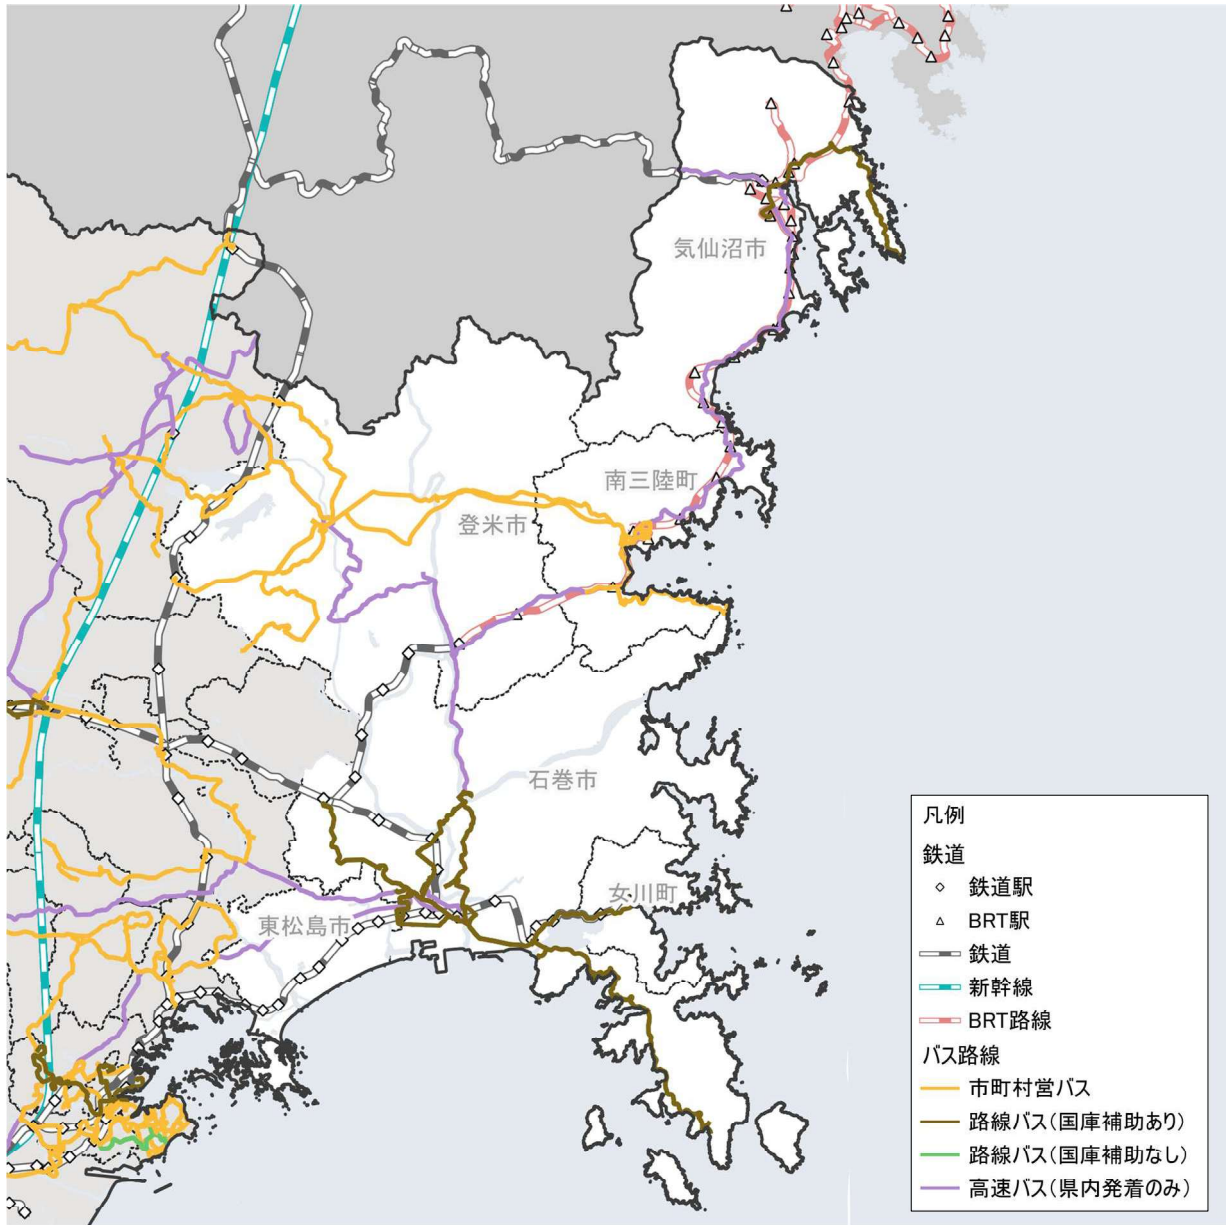 気仙沼市
南三陸町
登米市
石巻市
女川町
東松島市
凡例
鉄道
鉄道駅
BRT駅
鉄道
新幹線
BRT路線
バス路線
市町村営バス
路線バス(国庫補助あり)
路線バス(国庫補助なし)
高速バス(県内発着のみ)